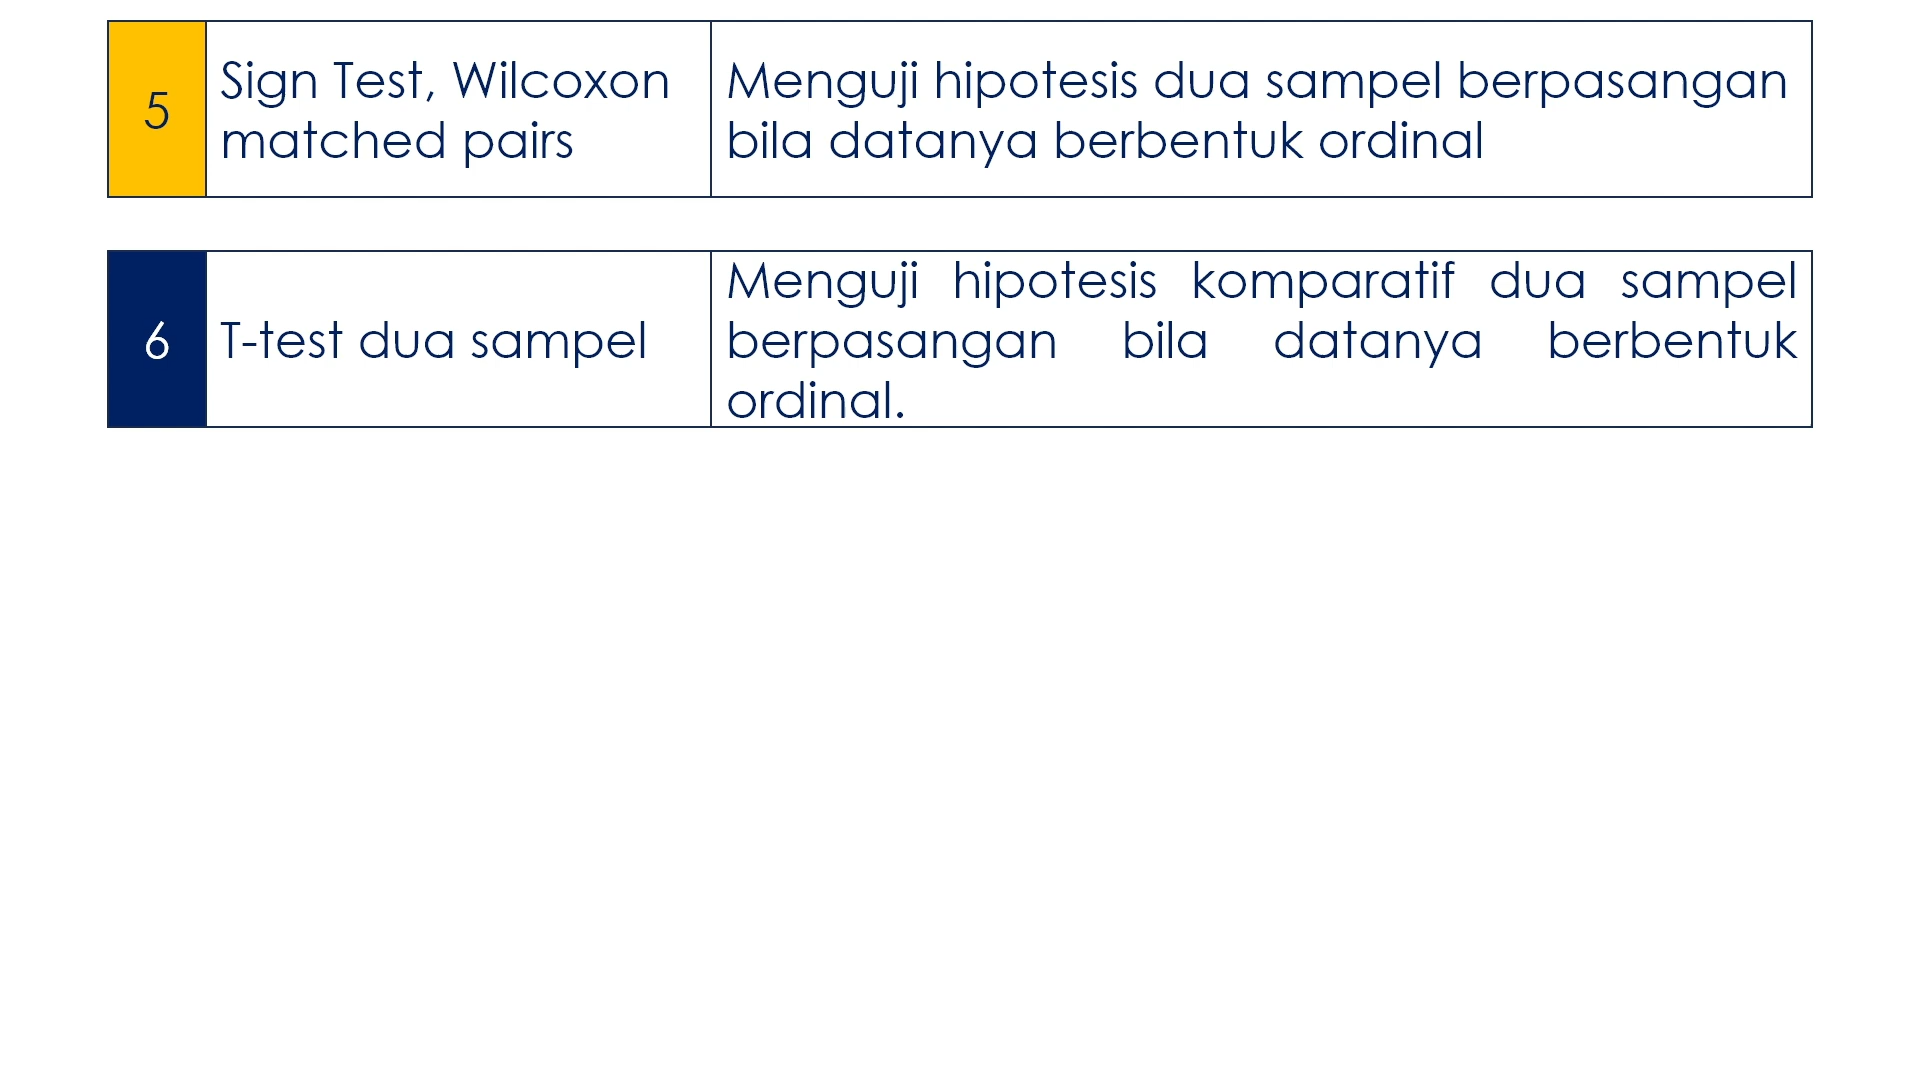 5
Sign Test, Wilcoxon
matched pairs
Menguji hipotesis dua sampel berpasangan
bila datanya berbentuk ordinal
6
T-test dua sampel
Menguji hipotesis komparatif dua sampel
berpasangan bila datanya berbentuk
ordinal.